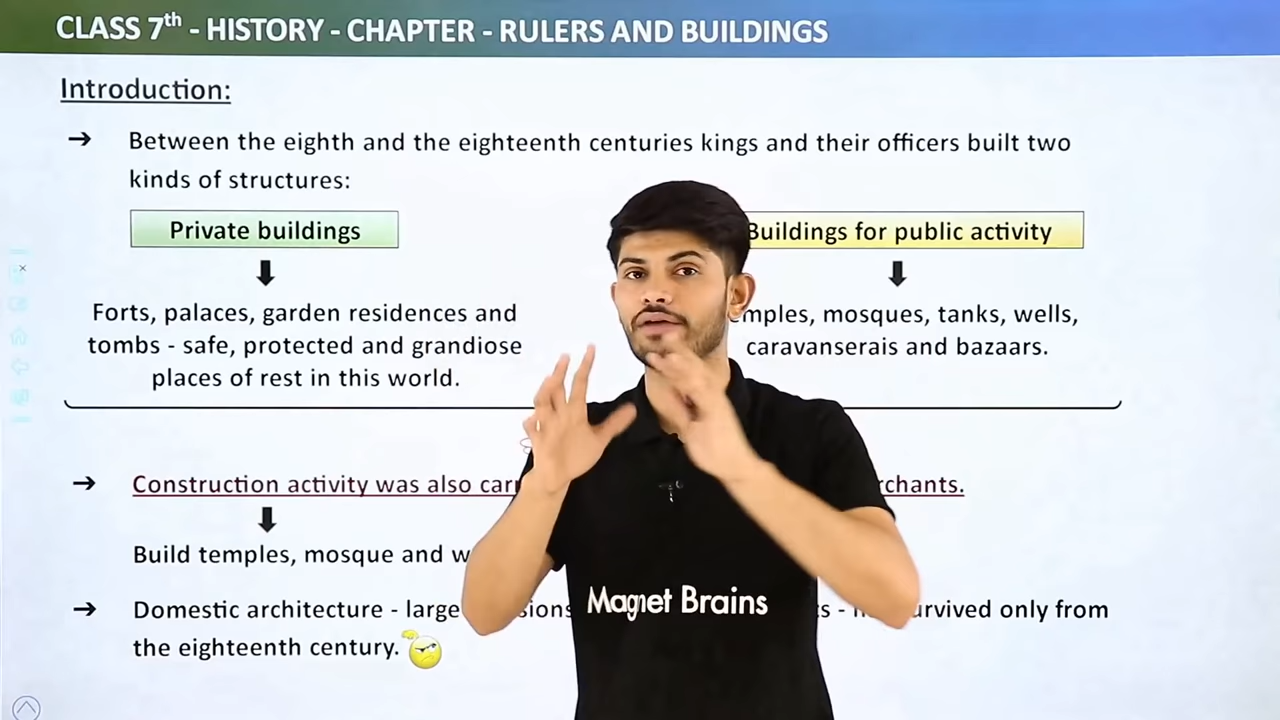 CLASS 7th - HISTORY - CHAPTER - RULERS AND BUILDINGS
Introduction:
→ Between the eighth and the eighteenth centuries kings and their officers built two
kinds of structures:
Private buildings
Buildings for public activity
Forts, palaces, garden residences and
tombs - safe, protected and grandiose
places of rest in this world.
mples, mosques, tanks, wells,
caravanserais and bazaars.
→ Construction activity was also carr rchants.
Build temples, mosque and w
→ Domestic architecture - large sions s - urvived only from
the eighteenth century.
Magnet Brains